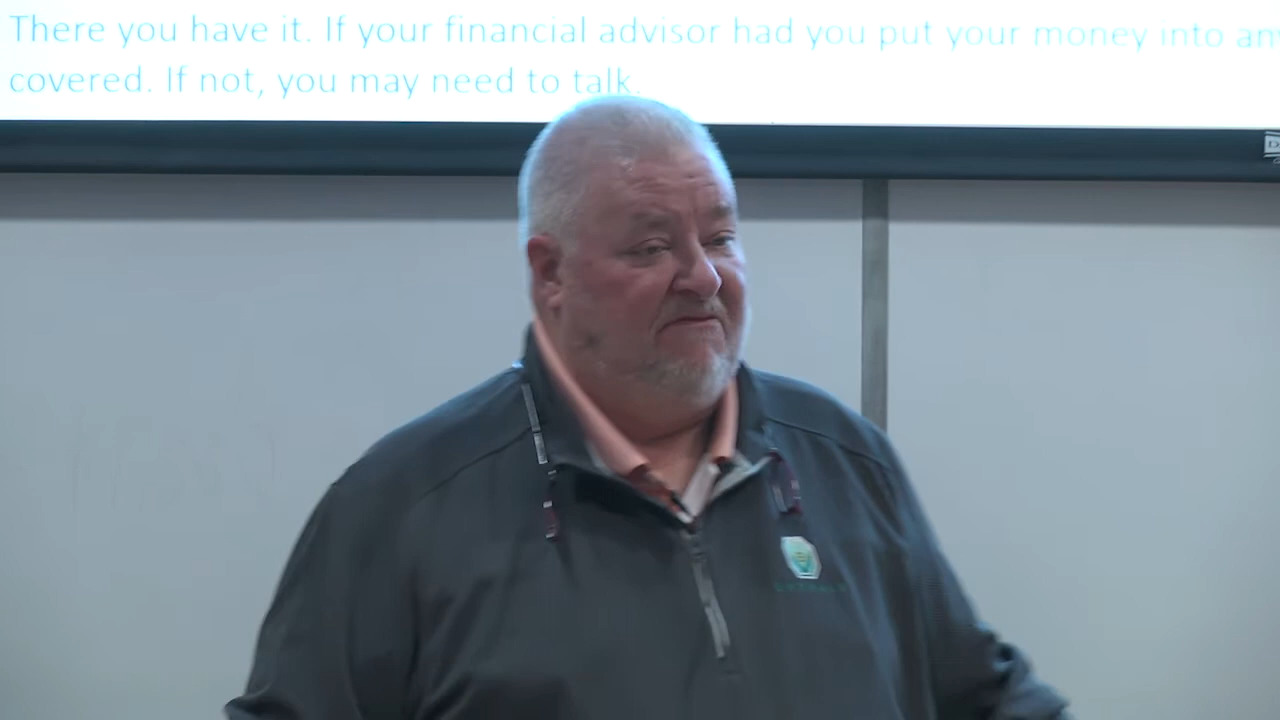 There you have it. If your financial advisor had you put your money into
covered. If not, you may need to talk.